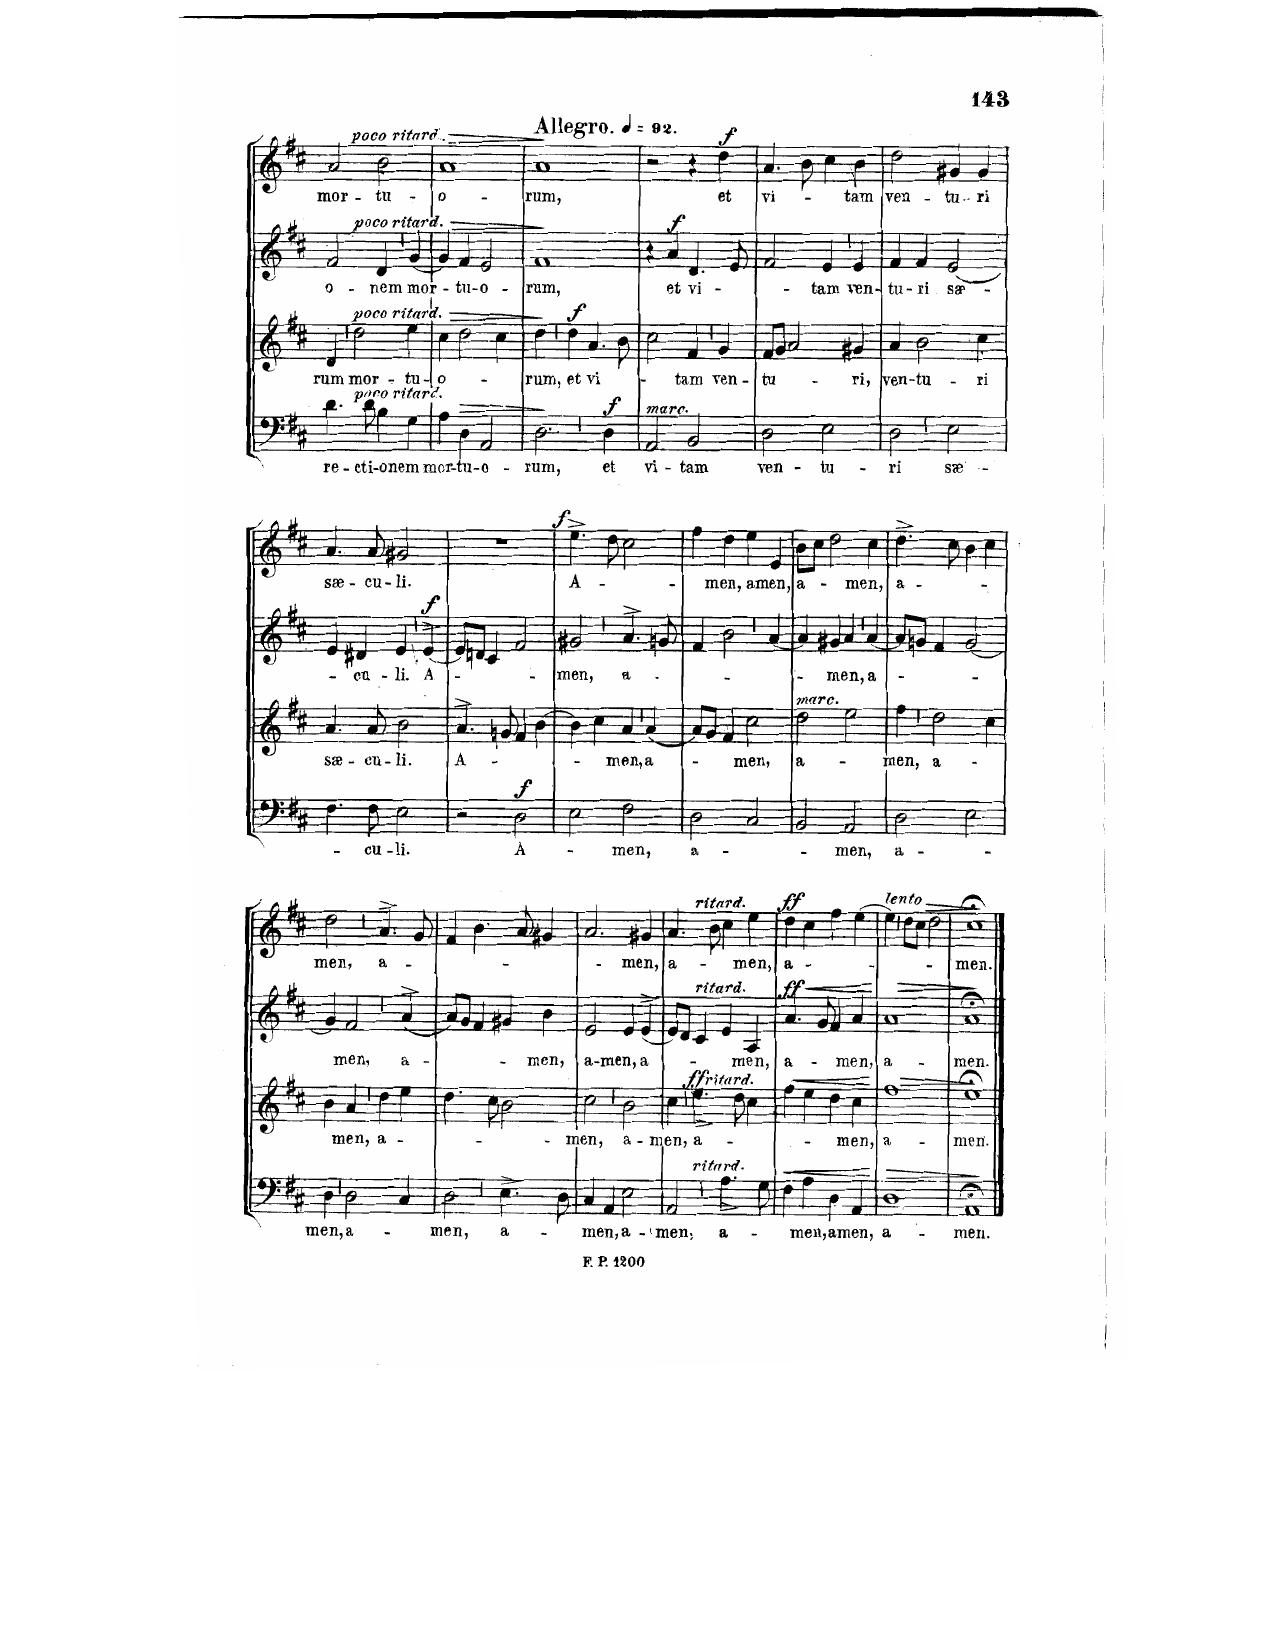 143
Allegro. = 92.
poco ritard. f
mor - tu - o - rum, et vi - tam ven - tu - ri
poco ritard. f
o - nem mor - tu - o - rum, et vi - tam ven - tu - ri sæ -
poco ritard. f
rum mor - tu - o - rum, et vi - tam ven - tu - ri, ven - tu - ri
poco ritard. f marc.
re - cti - onem mor - tu - o - rum, et vi - tam ven - tu - ri sæ -
f
sæ - cu - li. A - men, amen, a - men, a -
f
- cu - li. A - men, a - men, a -
marc.
sæ - cu - li. A - men, a - men, a - men, a -
f
- cu - li. A - men, a - men, a -
ritard. ff lento
men, a - men, a - men, a - men.
ritard. ff
men, a - men, a - men, a - men, a - men, a - men.
ff ritard.
men, a - men, a - men, a - men, a - men.
ritard.
men, a - men, a - men, a - men, a - men, amen, a - men.
F. P. 1200